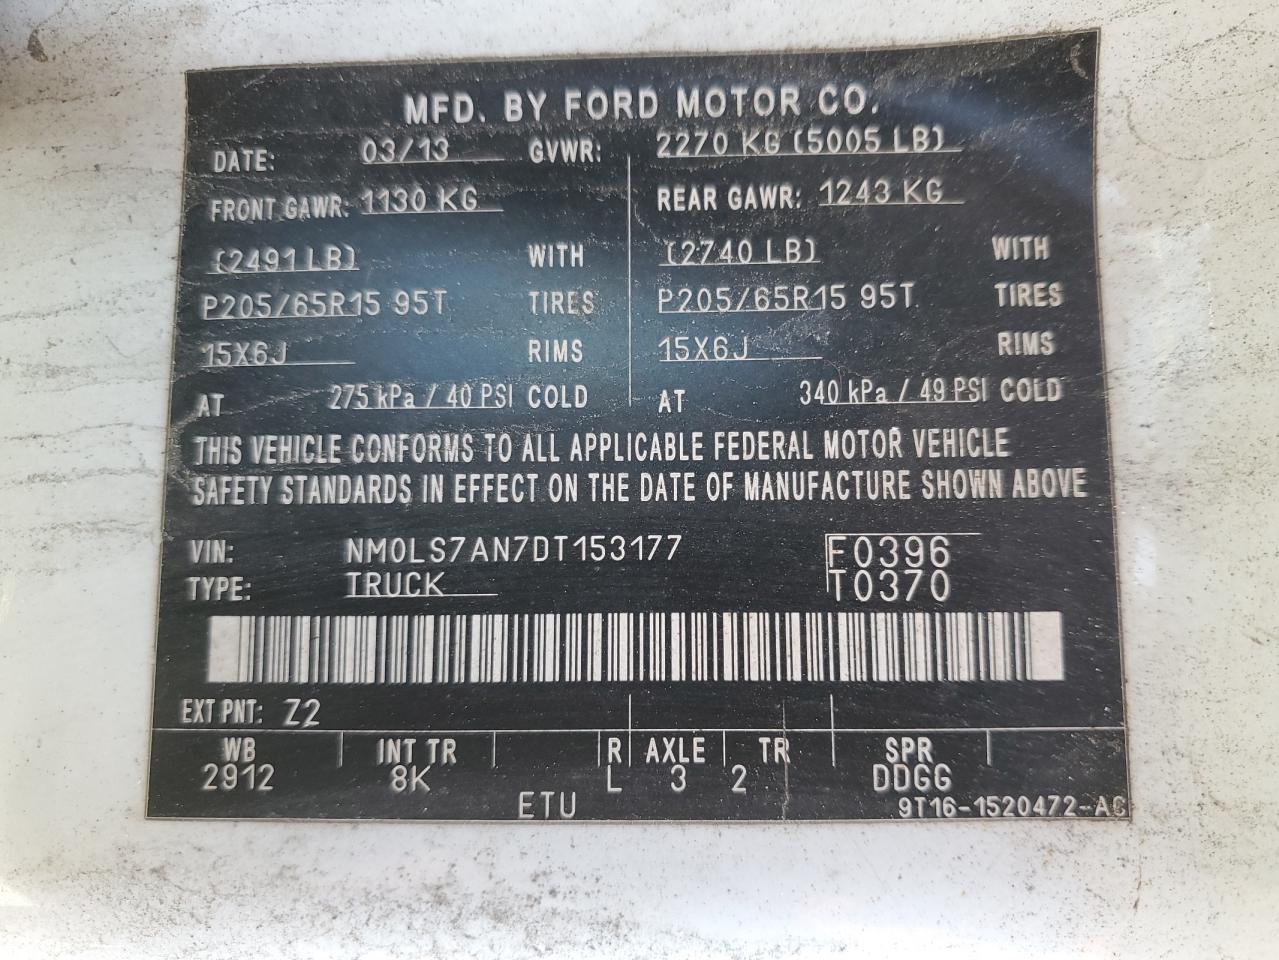 MFD. BY FORD MOTOR CO.
DATE: 03/13 GVWR: 2270 KG (5005 LB)
FRONT GAWR: 1130 KG REAR GAWR: 1243 KG
(2491 LB) WITH (2740 LB) WITH
P205/65R15 95T TIRES P205/65R15 95T TIRES
15X6J RIMS 15X6J RIMS
AT 275 kPa / 40 PSI COLD AT 340 kPa / 49 PSI COLD
THIS VEHICLE CONFORMS TO ALL APPLICABLE FEDERAL MOTOR VEHICLE
SAFETY STANDARDS IN EFFECT ON THE DATE OF MANUFACTURE SHOWN ABOVE
VIN: NM0LS7AN7DT153177 F0396
TYPE: TRUCK T0370
EXT PNT: Z2
WB INT TR R AXLE TR SPR
2912 8K L 3 2 DDGG
ETU 9T16-1520472-AC